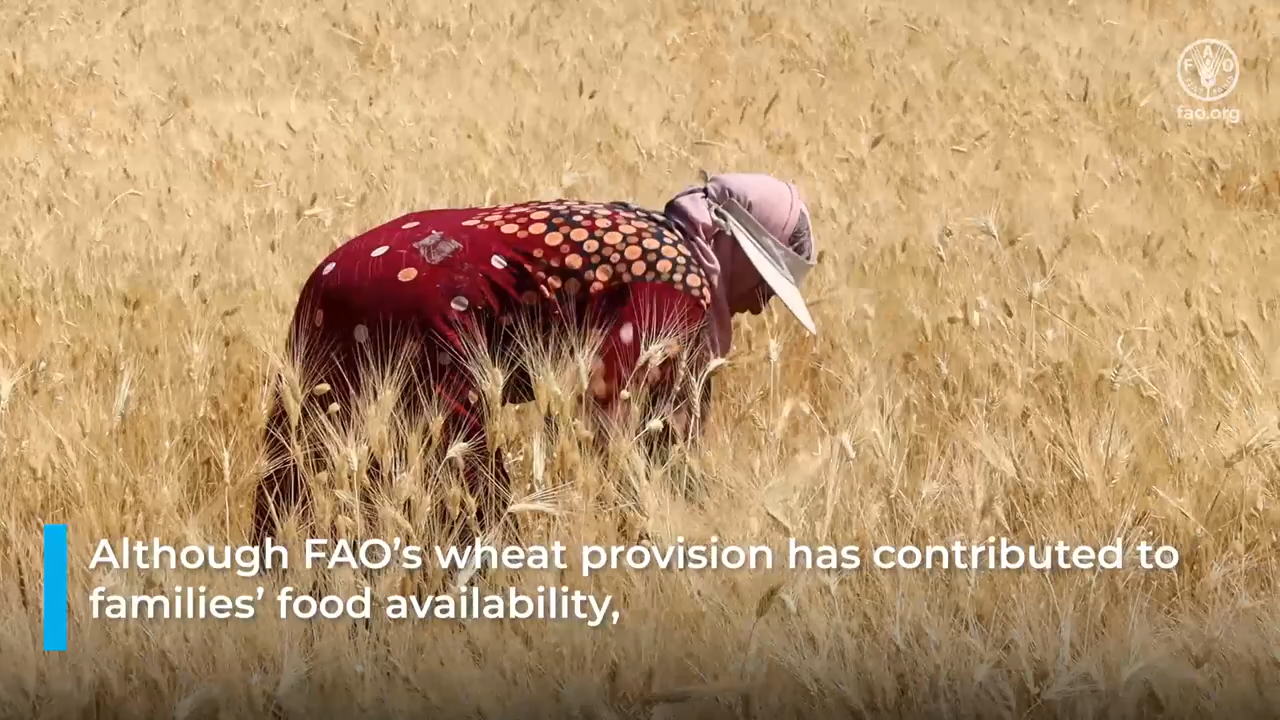 FAO
fao.org
Although FAO's wheat provision has contributed to
families' food availability,